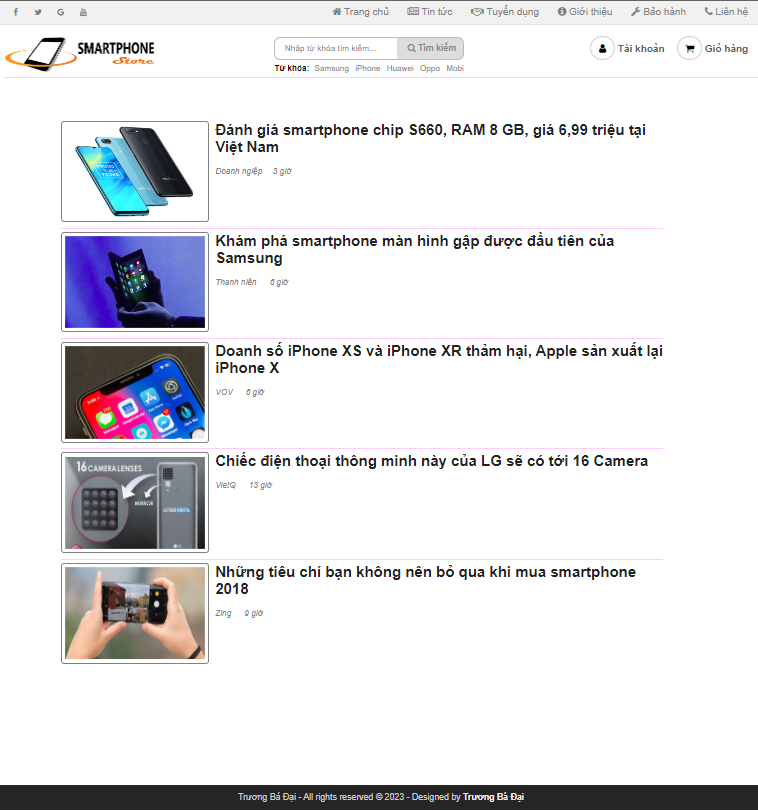 Trang chủ Tin tức Tuyển dụng Giới thiệu Bảo hành Liên hệ
SMARTPHONE
Store
Nhập từ khóa tìm kiếm... Tìm kiếm
Từ khóa: Samsung iPhone Huawei Oppo Mobi
Tài khoản Giỏ hàng
Đánh giá smartphone chip S660, RAM 8 GB, giá 6,99 triệu tại
Việt Nam
Doanh ngiệp 3 giờ
Khám phá smartphone màn hình gập được đầu tiên của
Samsung
Thanh niên 6 giờ
Doanh số iPhone XS và iPhone XR thảm hại, Apple sản xuất lại
iPhone X
VOV 6 giờ
16 CAMERA LENSES
MIRROR
Chiếc điện thoại thông minh này của LG sẽ có tới 16 Camera
VietQ 13 giờ
Những tiêu chí bạn không nên bỏ qua khi mua smartphone
2018
Zing 9 giờ
Trương Bá Đại - All rights reserved © 2023 - Designed by Trương Bá Đại